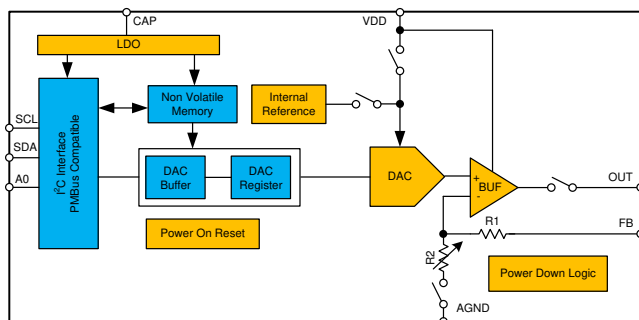 CAP
VDD
LDO
SCL
SDA
A0
I²C Interface
PMBus Compatible
Non Volatile
Memory
Internal
Reference
DAC
Buffer
DAC
Register
DAC
+
BUF
-
OUT
Power On Reset
R1
FB
R2
Power Down Logic
AGND